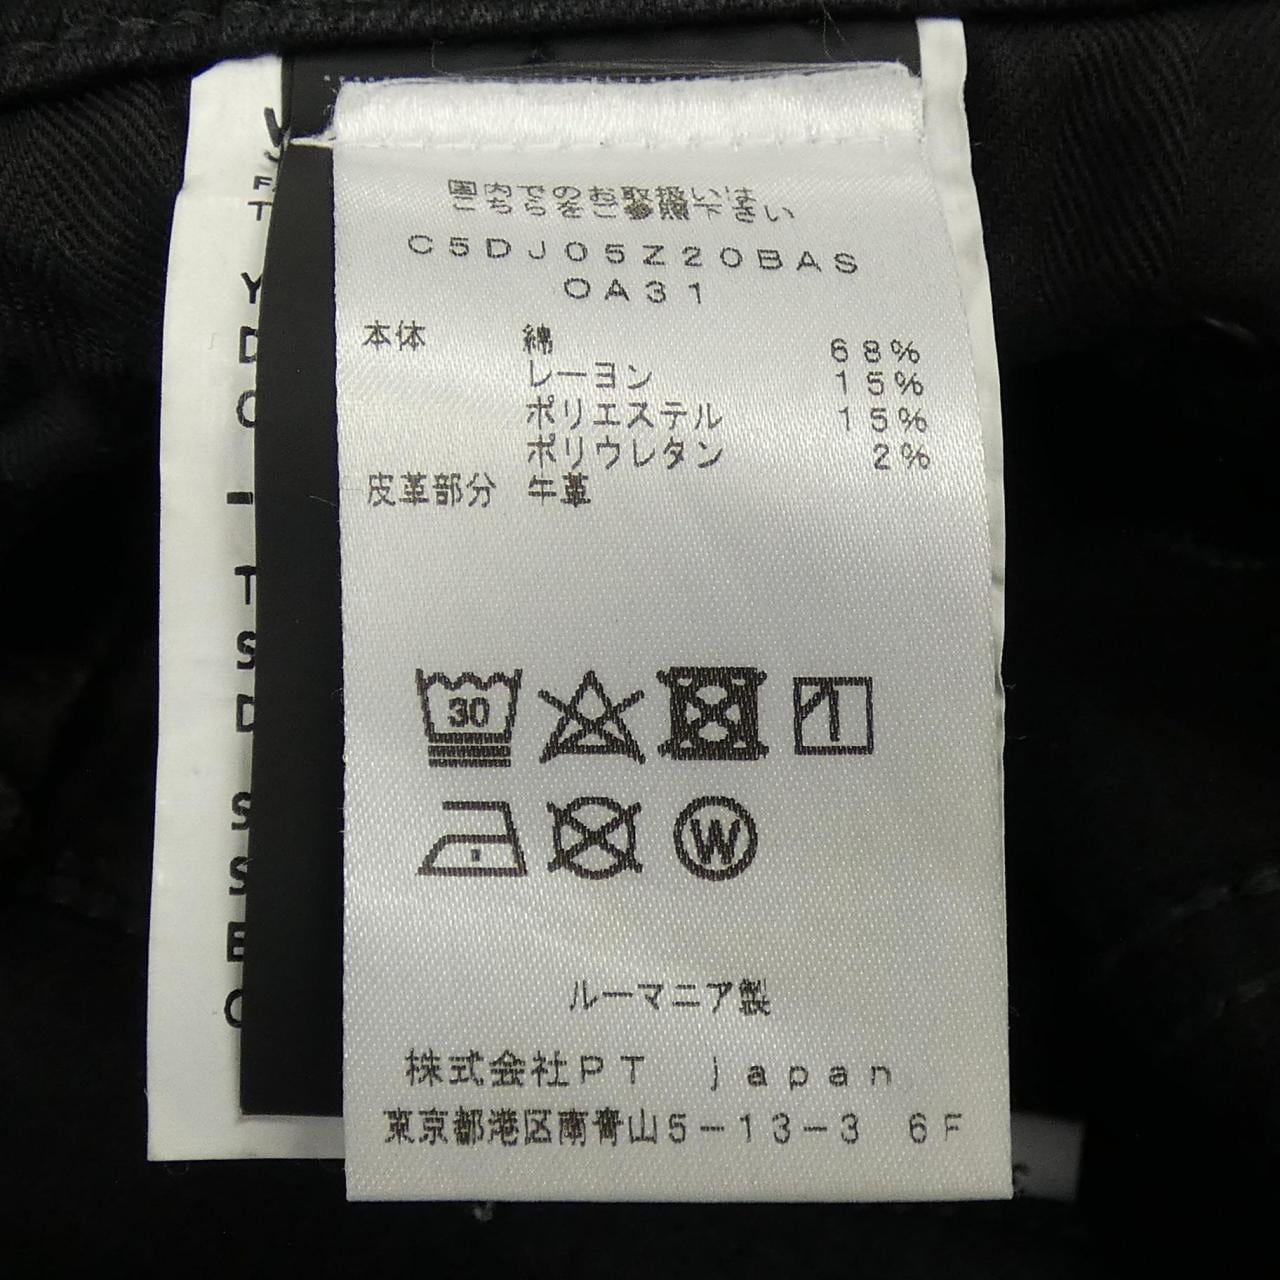 国内でのお取扱いは
こちらをご参照下さい
C5DJ05Z20BAS
0A31
本体 綿 68%
レーヨン 15%
ポリエステル 15%
ポリウレタン 2%
皮革部分 牛革
30
W
ルーマニア製
株式会社PT japan
東京都港区南青山5-13-3 6F